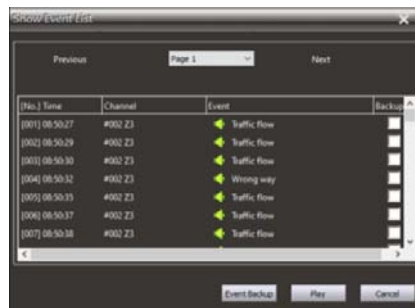 Show Event List
Previous Page 1 Next
[No.] Time Channel Event Backup
[001] 08:50:27 #002 Z3 Traffic flow
[002] 08:50:29 #002 Z3 Traffic flow
[003] 08:50:30 #002 Z3 Traffic flow
[004] 08:50:32 #002 Z3 Wrong way
[005] 08:50:35 #002 Z3 Traffic flow
[006] 08:50:37 #002 Z3 Traffic flow
[007] 08:50:38 #002 Z3 Traffic flow
Event Backup Play Cancel